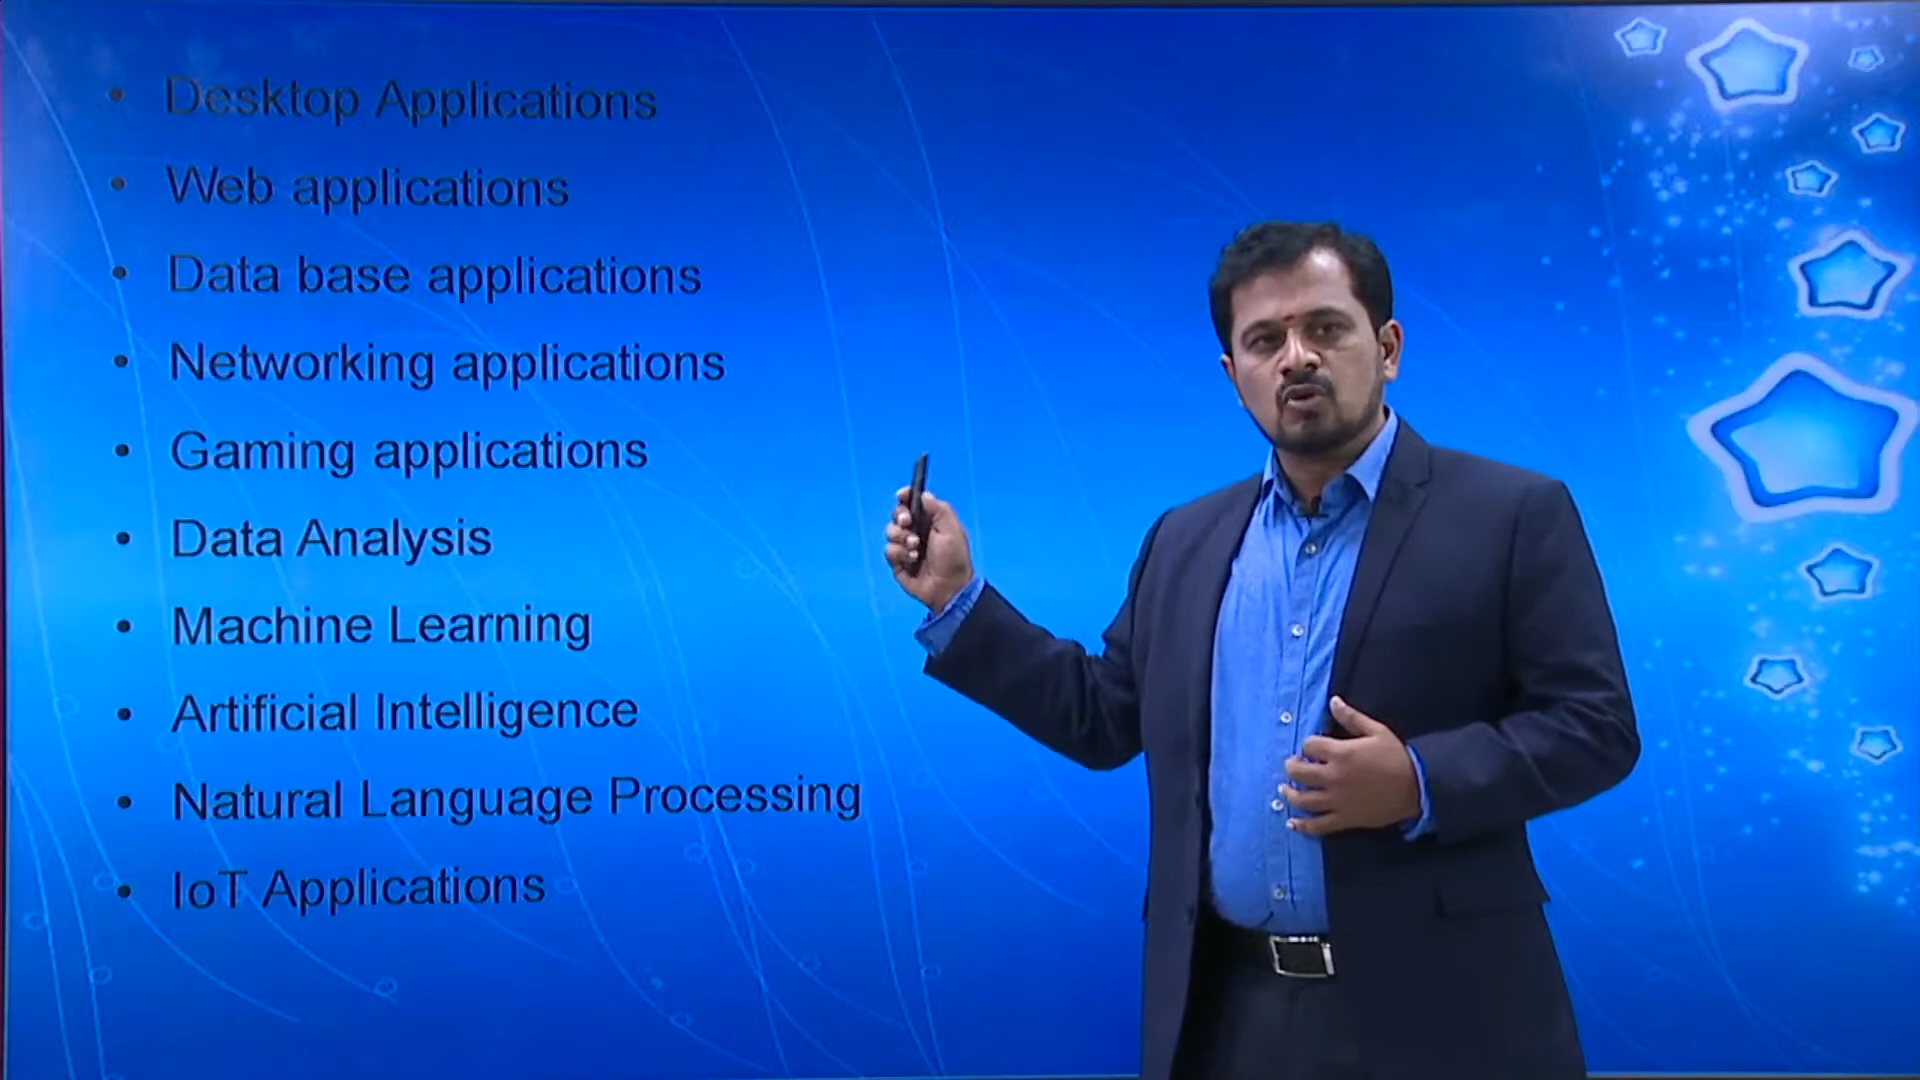 • Desktop Applications
• Web applications
• Data base applications
• Networking applications
• Gaming applications
• Data Analysis
• Machine Learning
• Artificial Intelligence
• Natural Language Processing
• IoT Applications